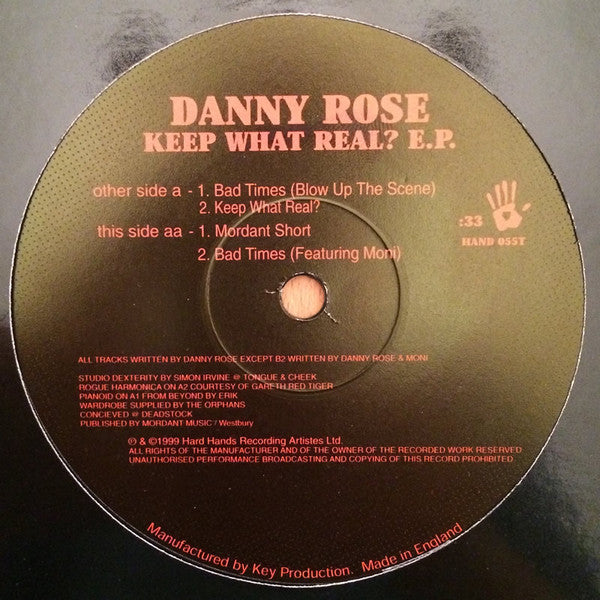 DANNY ROSE
KEEP WHAT REAL? E.P.
other side a - 1. Bad Times (Blow Up The Scene)
2. Keep What Real?
this side aa - 1. Mordant Short
2. Bad Times (Featuring Moni)
:33
HAND 055T
ALL TRACKS WRITTEN BY DANNY ROSE EXCEPT B2 WRITTEN BY DANNY ROSE & MONI
STUDIO DEXTERITY BY SIMON IRVINE @ TONGUE & CHEEK
ROGUE HARMONICA ON A2 COURTESY OF GARETH RED TIGER
PIANOID ON A1 FROM BEYOND BY ERIK
WARDROBE SUPPLIED BY THE ORPHANS
CONCIEVED @ DEADSTOCK
PUBLISHED BY MORDANT MUSIC / Westbury
℗ & ©1999 Hard Hands Recording Artistes Ltd.
ALL RIGHTS OF THE MANUFACTURER AND OF THE OWNER OF THE RECORDED WORK RESERVED
UNAUTHORISED PERFORMANCE BROADCASTING AND COPYING OF THIS RECORD PROHIBITED
Manufactured by Key Production. Made in England